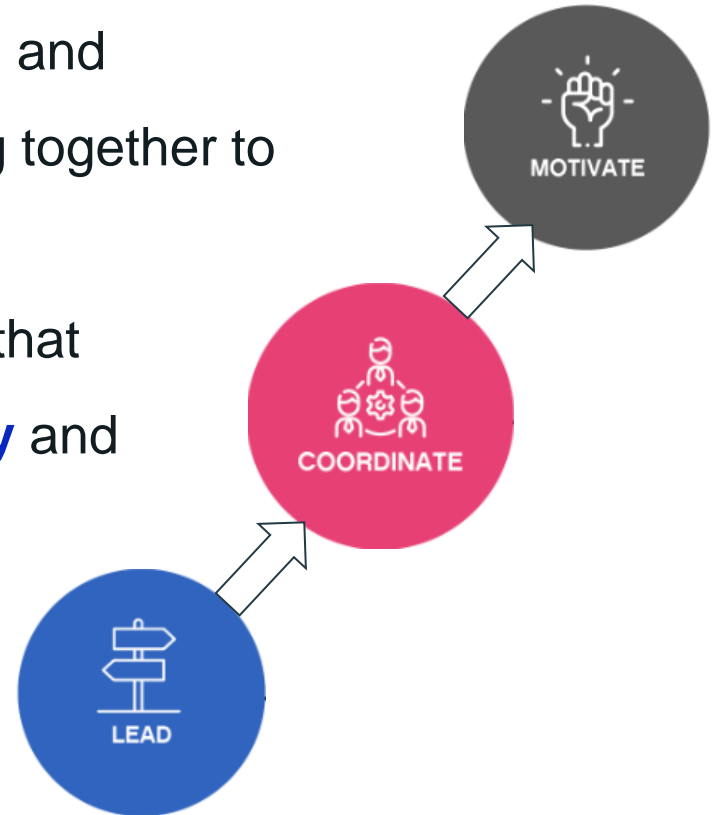 and
MOTIVATE
together to
that
and
COORDINATE
LEAD